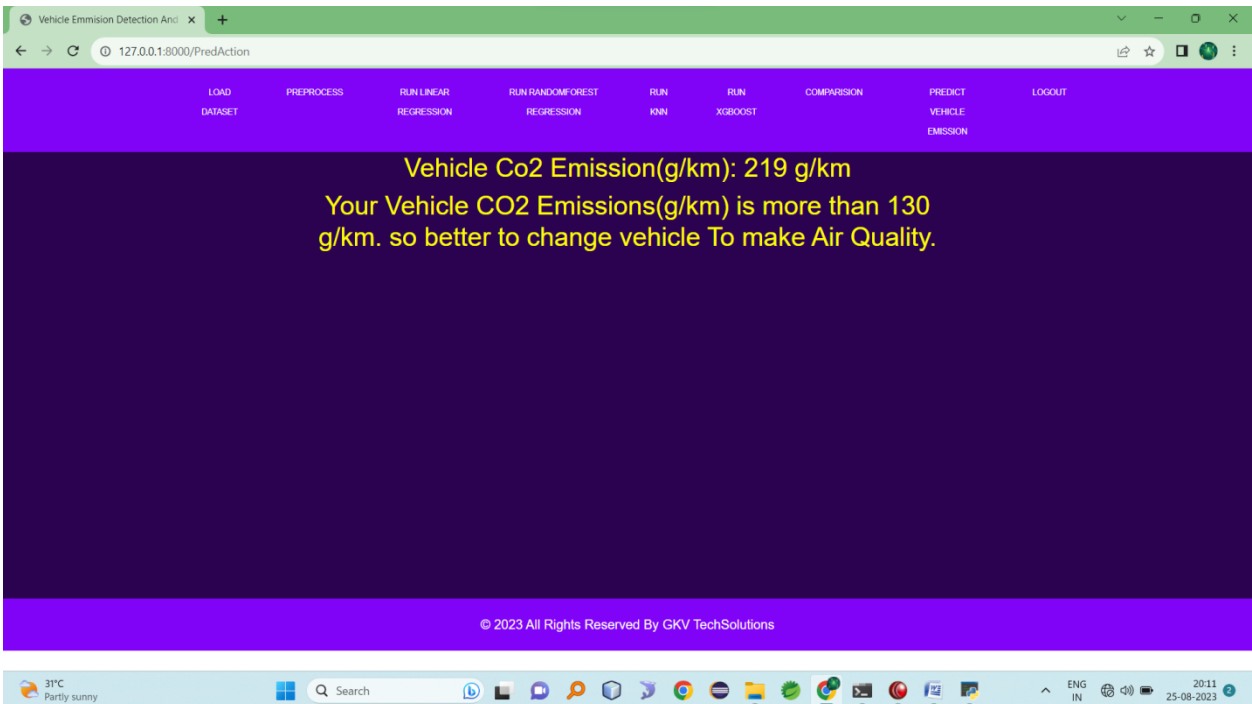 Vehicle Emmision Detection And
127.0.0.1:8000/PredAction
LOAD DATASET
PREPROCESS
RUN LINEAR REGRESSION
RUN RANDOMFOREST REGRESSION
RUN KNN
RUN XGBOOST
COMPARISION
PREDICT VEHICLE EMISSION
LOGOUT
Vehicle Co2 Emission(g/km): 219 g/km
Your Vehicle CO2 Emissions(g/km) is more than 130
g/km. so better to change vehicle To make Air Quality.
© 2023 All Rights Reserved By GKV TechSolutions
31°C
Partly sunny
Search
ENG
IN
20:11
25-08-2023
2